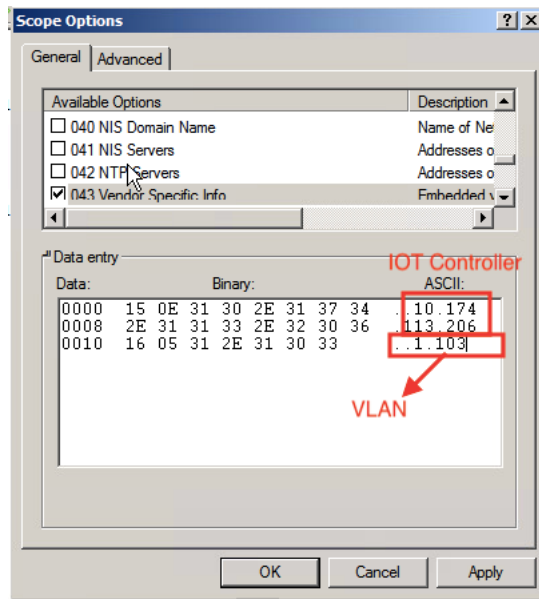 Scope Options
General Advanced
Available Options Description
040 NIS Domain Name Name of Ne
041 NIS Servers Addresses o
042 NTP Servers Addresses o
043 Vendor Specific Info Embedded v
Data entry
IOT Controller
Data: Binary: ASCII:
0000 15 0E 31 30 2E 31 37 34 ..10.174
0008 2E 31 31 33 2E 32 30 36 .113.206
0010 16 05 31 2E 31 30 33 ..1.103
VLAN
OK Cancel Apply